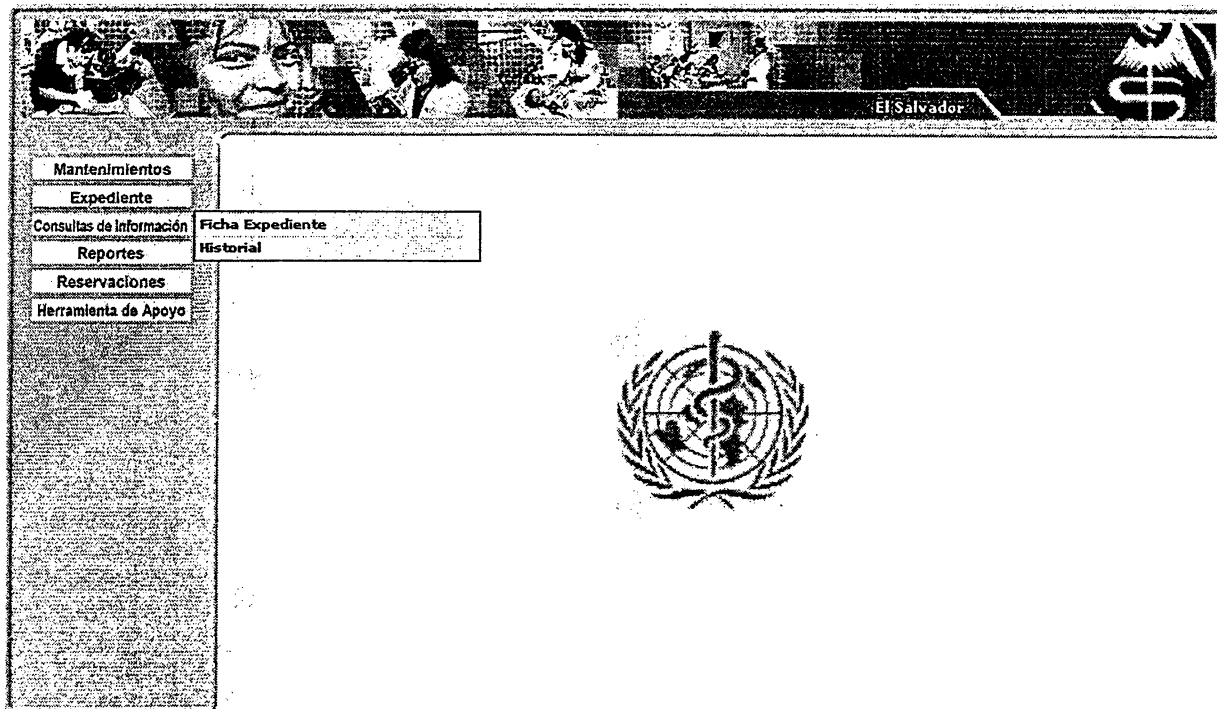 El Salvador
Mantenimientos
Expediente
Consultas de Información
Ficha Expediente
Historial
Reportes
Reservaciones
Herramienta de Apoyo